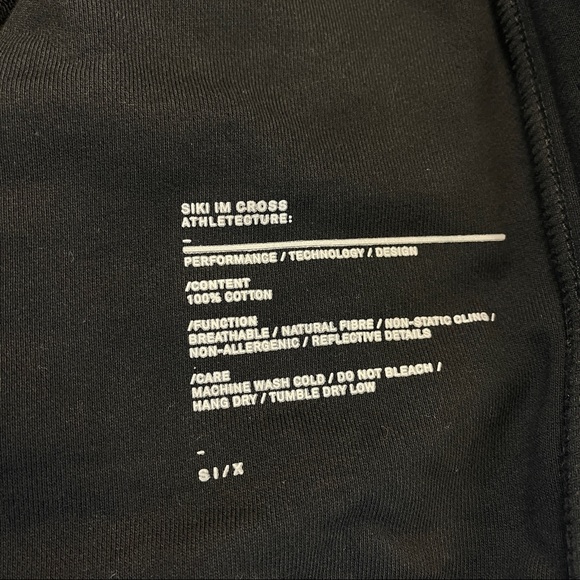 SIKI IM CROSS
ATHLETECTURE:
–
PERFORMANCE / TECHNOLOGY / DESIGN
/CONTENT
100% COTTON
/FUNCTION
BREATHABLE / NATURAL FIBRE / NON-STATIC CLING /
NON-ALLERGENIC / REFLECTIVE DETAILS
/CARE
MACHINE WASH COLD / DO NOT BLEACH /
HANG DRY / TUMBLE DRY LOW
-
SI/X